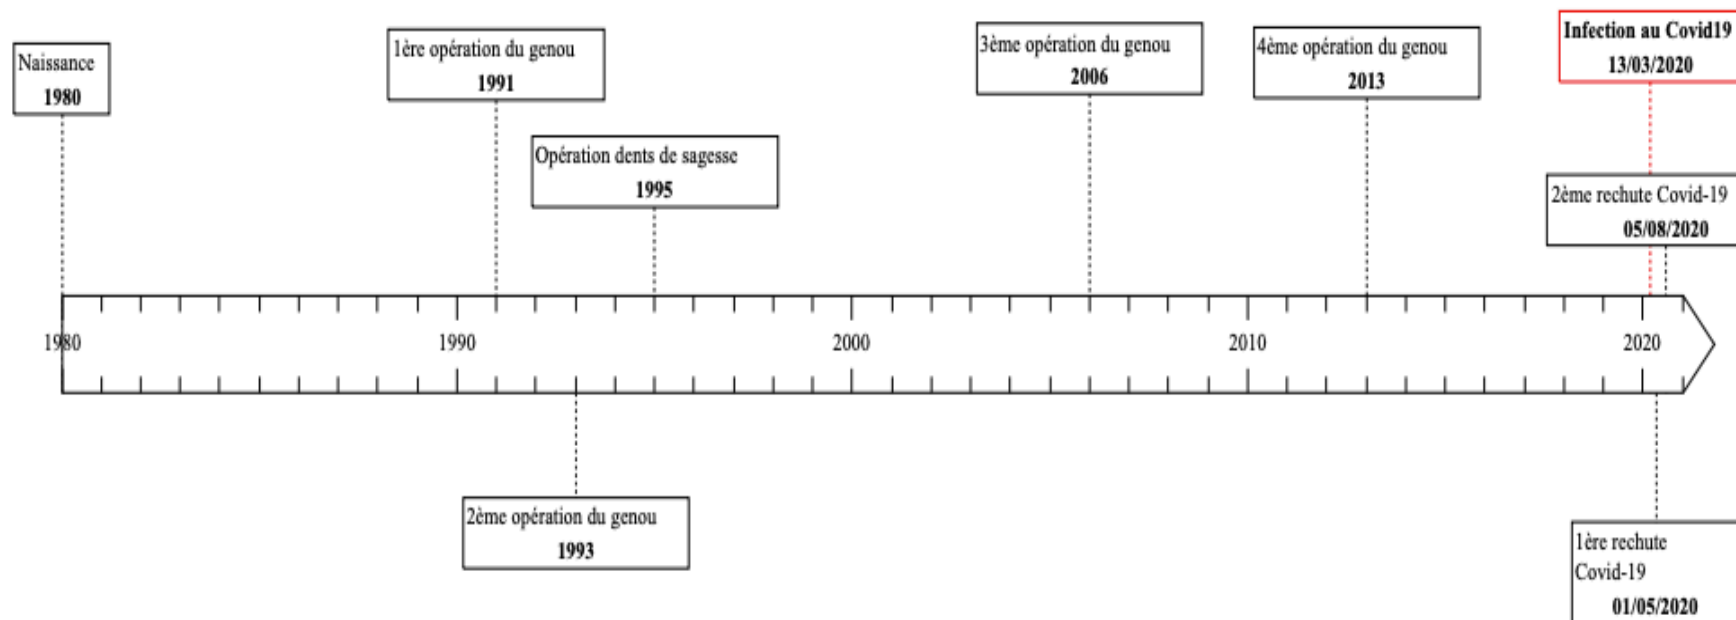 Naissance
1980
1ère opération du genou
1991
Opération dents de sagesse
1995
3ème opération du genou
2006
4ème opération du genou
2013
Infection au Covid19
13/03/2020
2ème rechute Covid-19
05/08/2020
1980
1990
2000
2010
2020
2ème opération du genou
1993
1ère rechute
Covid-19
01/05/2020